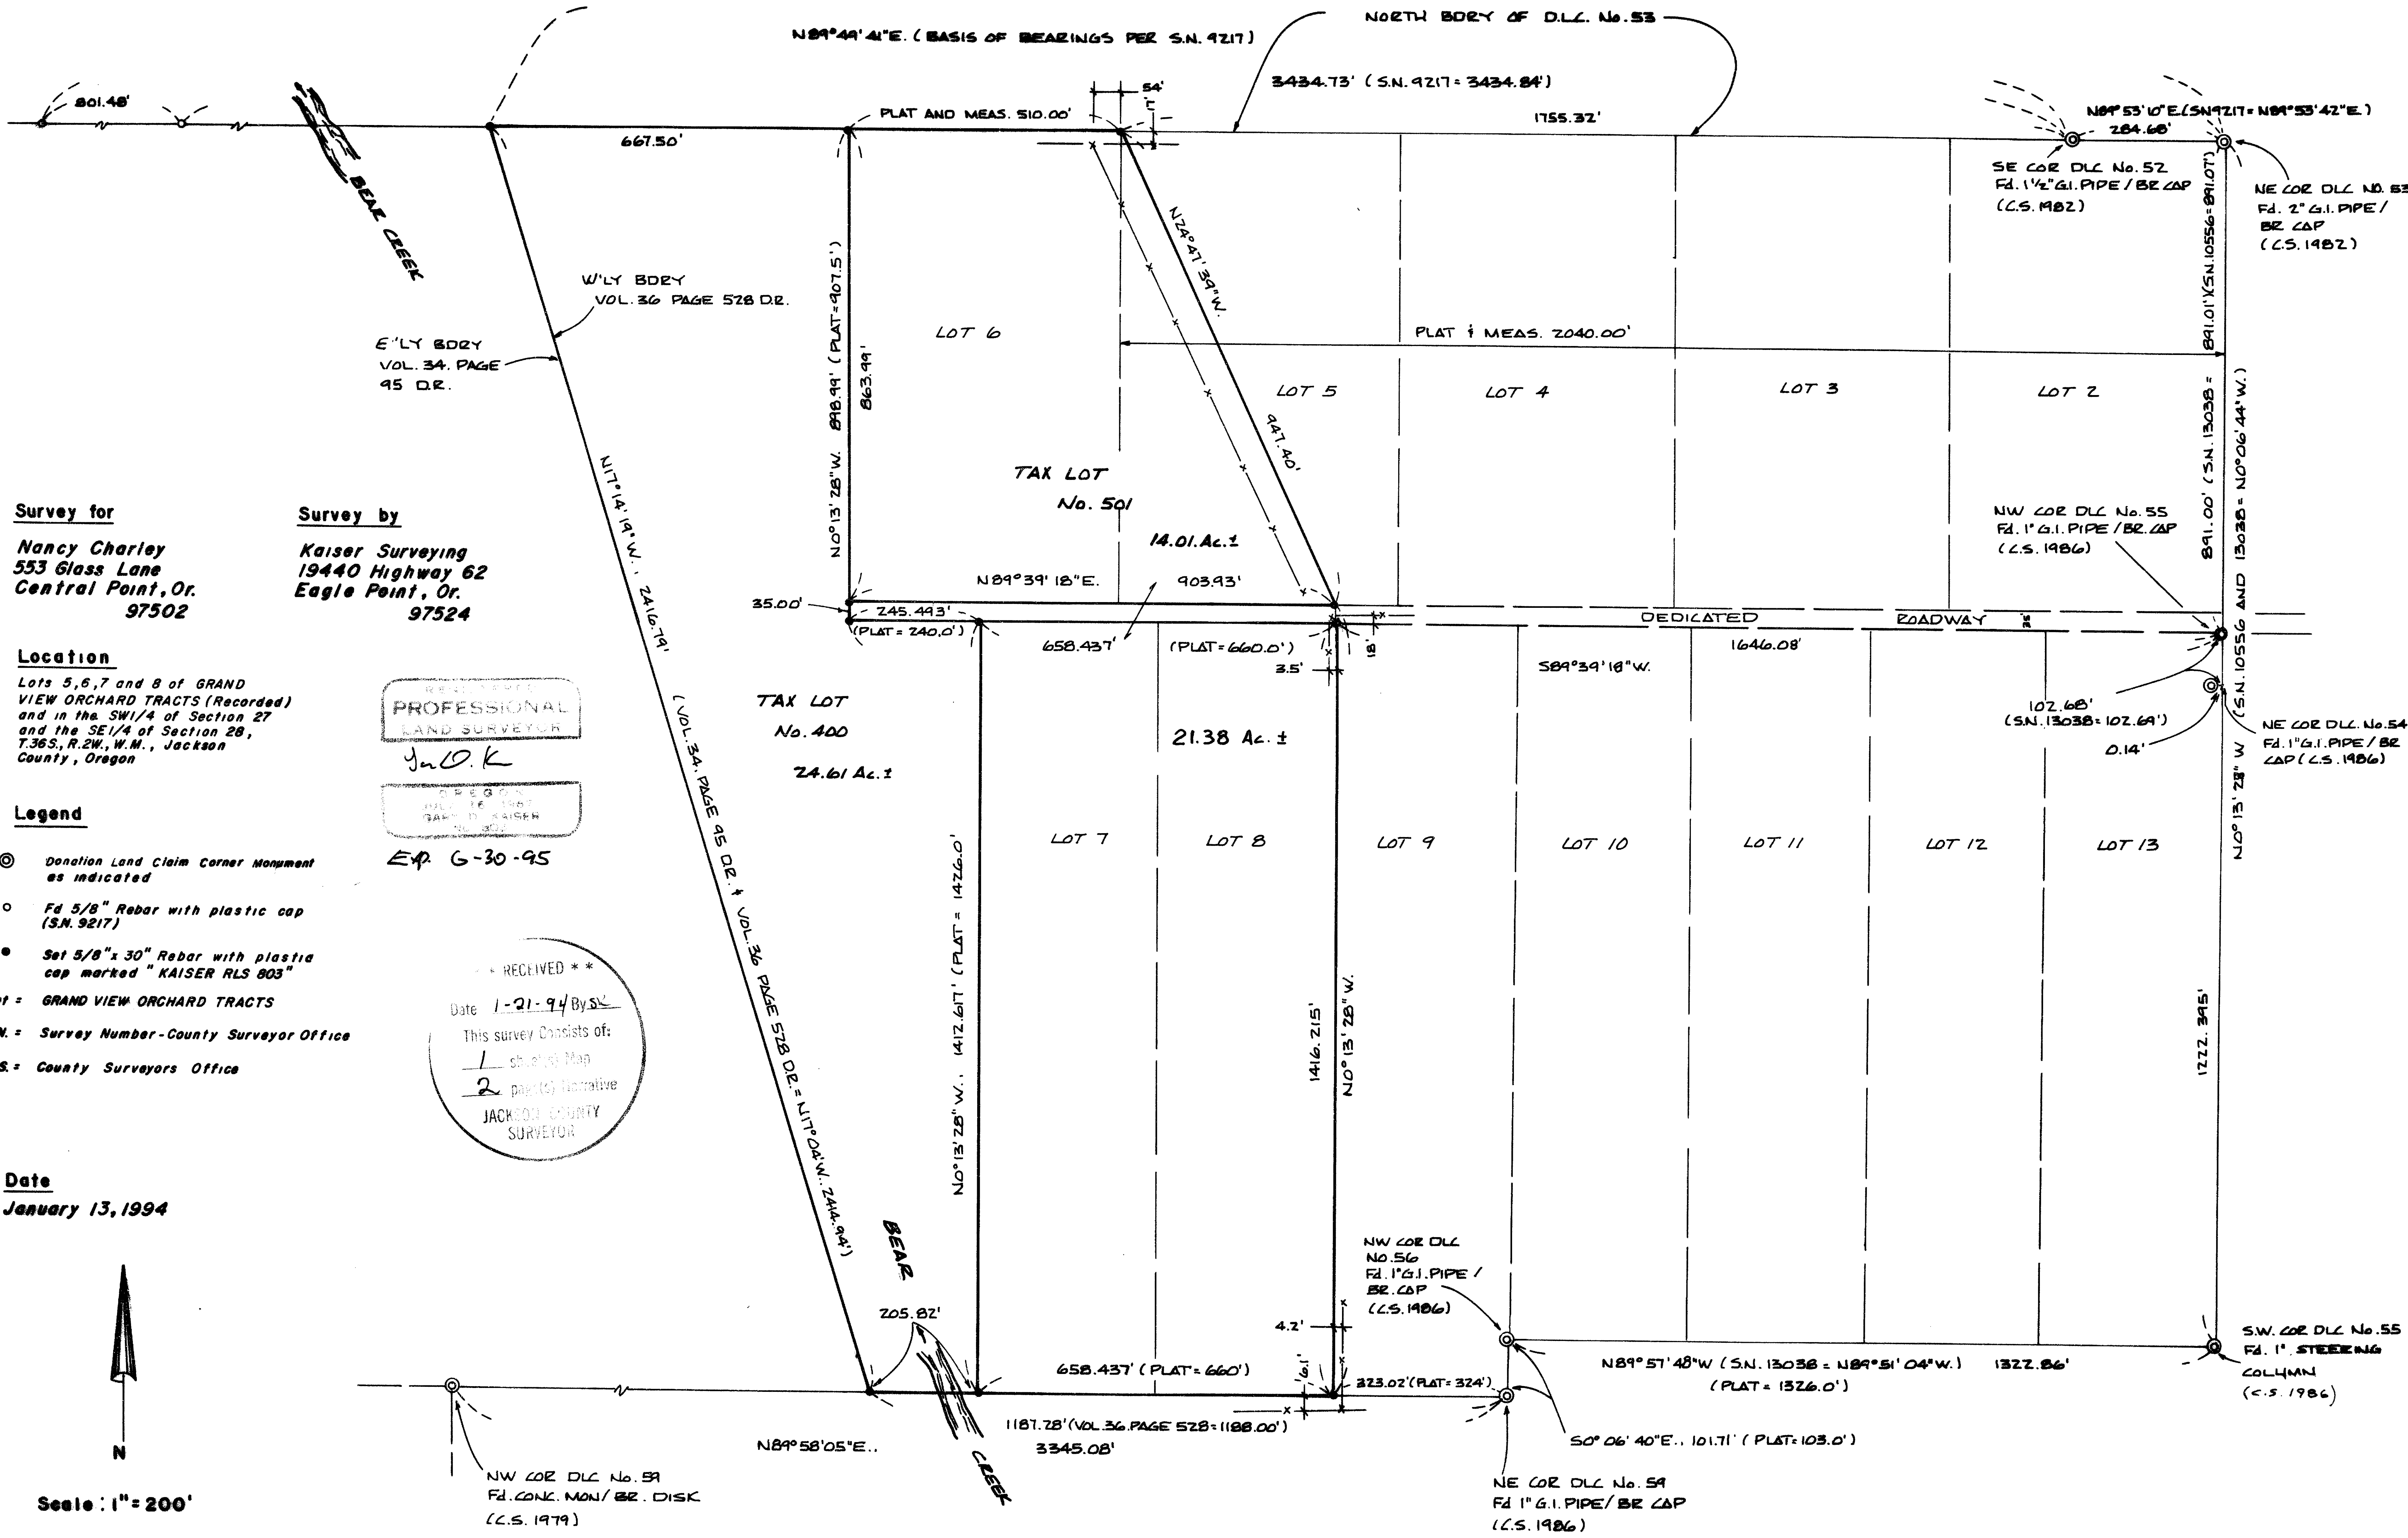 N89°49'41"E. (BASIS OF BEARINGS PER S.N. 9217)
NORTH BDRY OF D.L.C. No.53
3434.73' (S.N. 9217 = 3434.84')
801.48'
BEAR CREEK
667.50'
PLAT AND MEAS. 510.00'
54'
17'
1755.32'
N89°53'10"E.(SN9217=N89°53'42"E.)
284.68'
SE COR DLC No.52
Fd. 1½" G.I. PIPE / BR CAP
(C.S. 1982)
NE COR DLC NO. 53
Fd. 2" G.I. PIPE /
BR CAP
(C.S. 1982)
891.01')(S.N.10556=891.07')
891.00' (S.N. 13038 =
(S.N. 10556 AND 13038 = N0°06'44"W.)
W'LY BDRY
VOL. 36 PAGE 528 D.R.
E'LY BDRY
VOL. 34. PAGE
95 D.R.
N0°13'28"W. 898.99' (PLAT=907.5')
863.99'
LOT 6
N24°47'39"W.
947.40'
PLAT & MEAS. 2040.00'
LOT 5
LOT 4
LOT 3
LOT 2
TAX LOT
No. 501
14.01 Ac.±
N89°39'18"E.
903.93'
35.00'
245.493'
(PLAT = 240.0')
658.437'
(PLAT=660.0')
3.5'
18'
DEDICATED
ROADWAY
35'
1646.08'
S89°39'18"W.
NW COR DLC No.55
Fd. 1" G.I. PIPE / BR. CAP
(C.S. 1986)
102.68'
(S.N. 13038=102.69')
0.14'
NE COR DLC. No.54
Fd. 1" G.I. PIPE / BR
CAP (C.S. 1986)
Survey for
Nancy Charley
553 Glass Lane
Central Point, Or.
97502
Survey by
Kaiser Surveying
19440 Highway 62
Eagle Point, Or.
97524
Location
Lots 5,6,7 and 8 of GRAND
VIEW ORCHARD TRACTS (Recorded)
and in the SW1/4 of Section 27
and the SE1/4 of Section 28,
T.36S., R.2W., W.M., Jackson
County, Oregon
REGISTERED
PROFESSIONAL
LAND SURVEYOR
OREGON
JULY 16 1967
GARY D. KAISER
Exp. 6-30-95
Legend
Donation Land Claim Corner Monument
as indicated
Fd 5/8" Rebar with plastic cap
(S.N. 9217)
Set 5/8" x 30" Rebar with plastic
cap marked "KAISER RLS 803"
= GRAND VIEW ORCHARD TRACTS
N. = Survey Number-County Surveyor Office
S. = County Surveyors Office
* RECEIVED * *
Date 1-21-94 By SK
This survey Consists of:
1 sheet(s) Map
2 page(s) Narrative
JACKSON COUNTY
SURVEYOR
Date
January 13, 1994
N
Scale : 1" = 200'
N17°14'19"W., 2416.79'
(VOL.34. PAGE 95 D.R. & VOL.36 PAGE 528 D.R. = N17°04'W., 2414.94')
TAX LOT
No. 400
24.61 Ac.±
21.38 Ac. ±
LOT 7
LOT 8
LOT 9
LOT 10
LOT 11
LOT 12
LOT 13
N0°13'28"W., 1412.617' (PLAT = 1426.0')
1416.215'
N0°13'28"W.
N0°13'28" W
1222.395'
BEAR
CREEK
205.82'
4.2'
6.1'
658.437' (PLAT=660')
323.02'(PLAT=324')
1187.28' (VOL.36.PAGE 528=1188.00')
N89°58'05"E..
3345.08'
NW COR DLC
NO.56
Fd. 1" G.I. PIPE /
BR. CAP
(C.S. 1986)
N89°57'48"W (S.N. 13038 = N89°51'04"W.) 1322.86'
(PLAT = 1326.0')
S.W. COR DLC No.55
Fd. 1" STEERING
COLUMN
(C.S. 1986)
S0°06'40"E.. 101.71' (PLAT=103.0')
NW COR DLC No.59
Fd. CONC. MON/ BR. DISK
(C.S. 1979)
NE COR DLC No.59
Fd 1" G.I. PIPE/ BR CAP
(C.S. 1986)